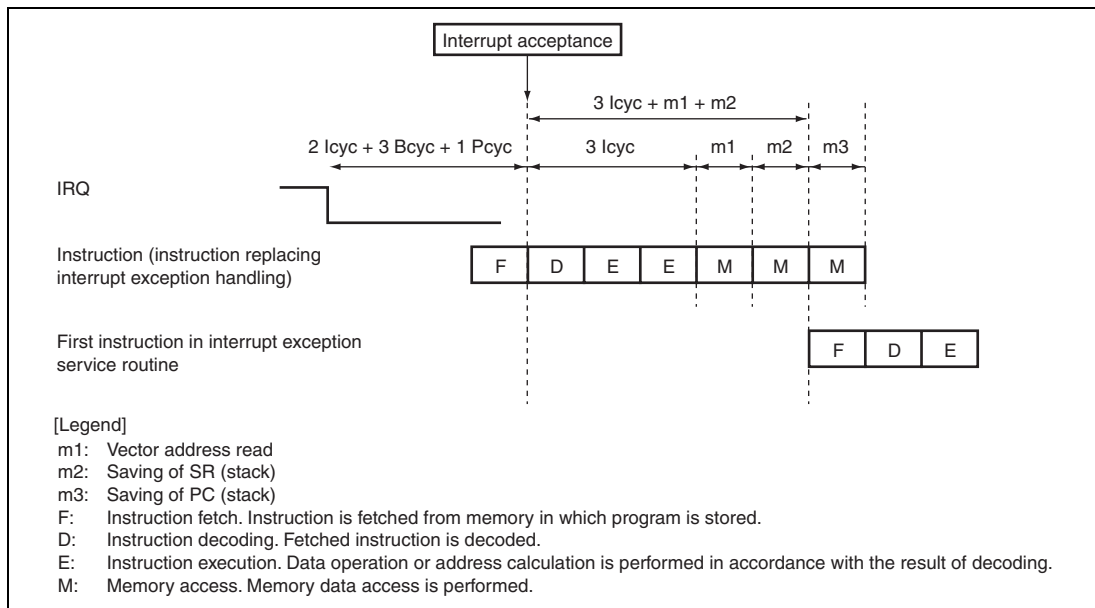 Interrupt acceptance
3 Icyc + m1 + m2
2 Icyc + 3 Bcyc + 1 Pcyc
3 Icyc
m1
m2
m3
IRQ
Instruction (instruction replacing
interrupt exception handling)
F
D
E
E
M
M
M
First instruction in interrupt exception
service routine
F
D
E
[Legend]
m1: Vector address read
m2: Saving of SR (stack)
m3: Saving of PC (stack)
F: Instruction fetch. Instruction is fetched from memory in which program is stored.
D: Instruction decoding. Fetched instruction is decoded.
E: Instruction execution. Data operation or address calculation is performed in accordance with the result of decoding.
M: Memory access. Memory data access is performed.